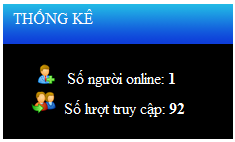 THỐNG KÊ
Số người online: 1
Số lượt truy cập: 92